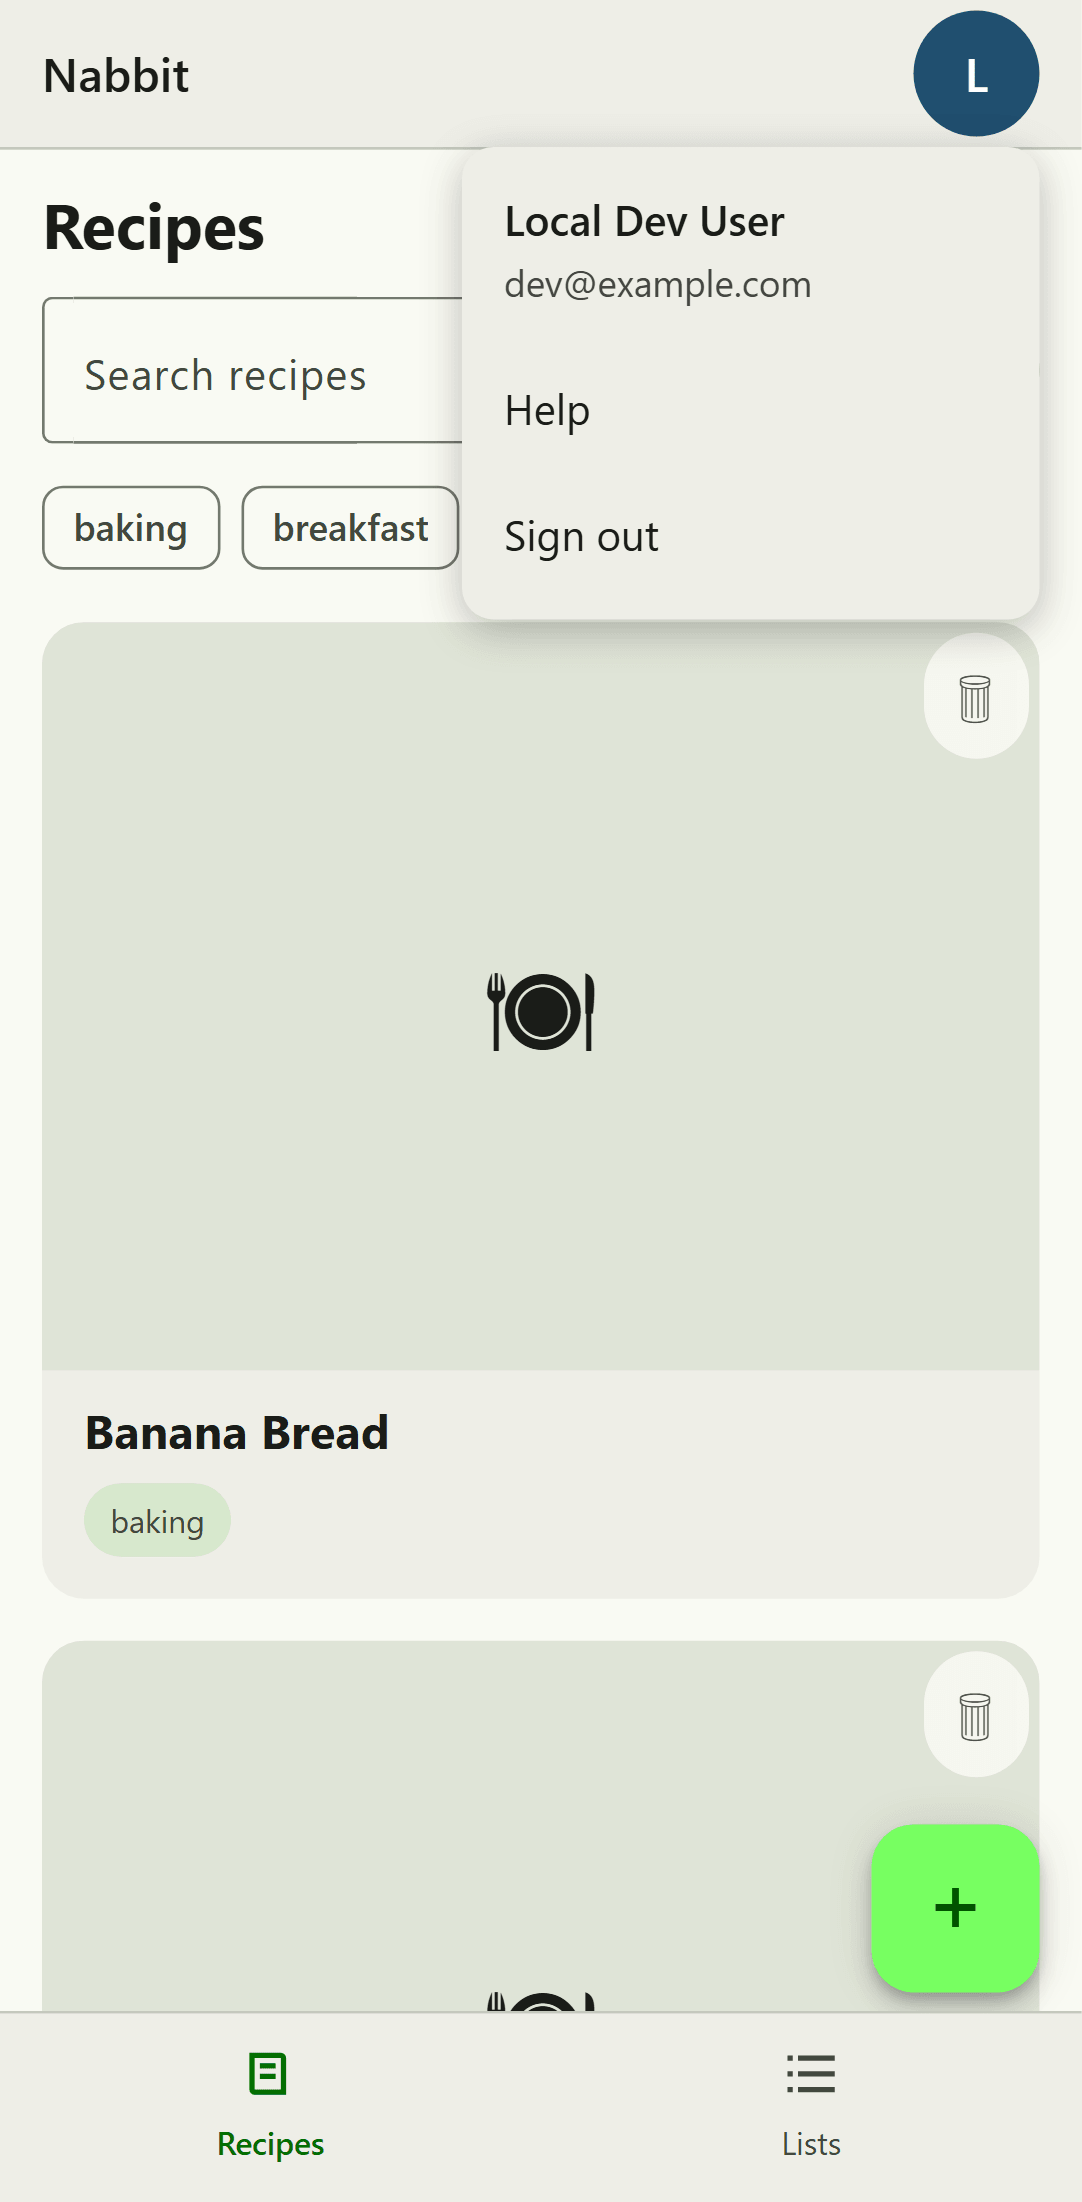 Nabbit
L
Local Dev User
dev@example.com
Help
Sign out
Recipes
Search recipes
baking
breakfast
Banana Bread
baking
+
Recipes
Lists